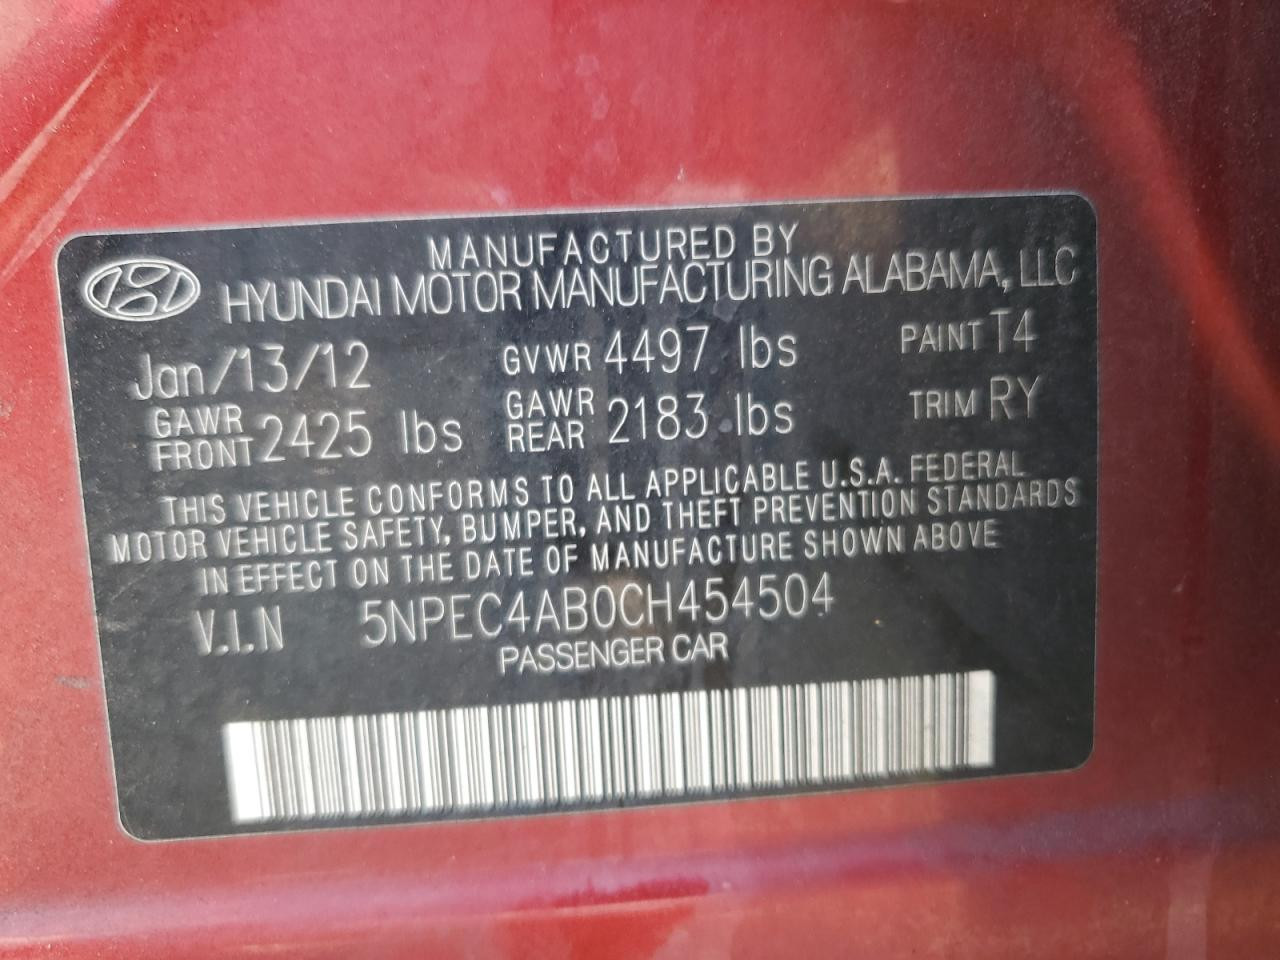 MANUFACTURED BY
HYUNDAI MOTOR MANUFACTURING ALABAMA, LLC
Jan/13/12 GVWR 4497 lbs PAINT T4
GAWR FRONT 2425 lbs GAWR REAR 2183 lbs TRIM RY
THIS VEHICLE CONFORMS TO ALL APPLICABLE U.S.A. FEDERAL
MOTOR VEHICLE SAFETY, BUMPER, AND THEFT PREVENTION STANDARDS
IN EFFECT ON THE DATE OF MANUFACTURE SHOWN ABOVE
V.I.N 5NPEC4AB0CH454504
PASSENGER CAR